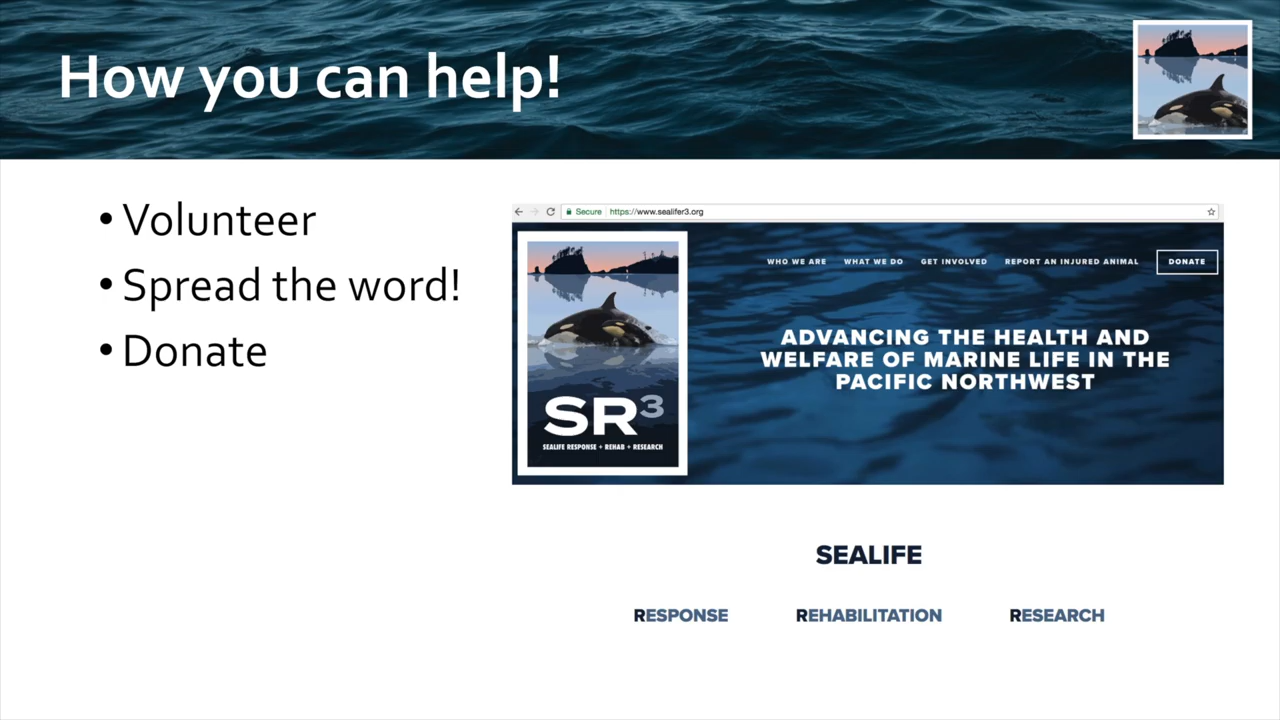 How you can help!
• Volunteer
• Spread the word!
• Donate
Secure https://www.sealifer3.org
WHO WE ARE WHAT WE DO GET INVOLVED REPORT AN INJURED ANIMAL DONATE
ADVANCING THE HEALTH AND
WELFARE OF MARINE LIFE IN THE
PACIFIC NORTHWEST
SR3
SEALIFE RESPONSE + REHAB + RESEARCH
SEALIFE
RESPONSE REHABILITATION RESEARCH